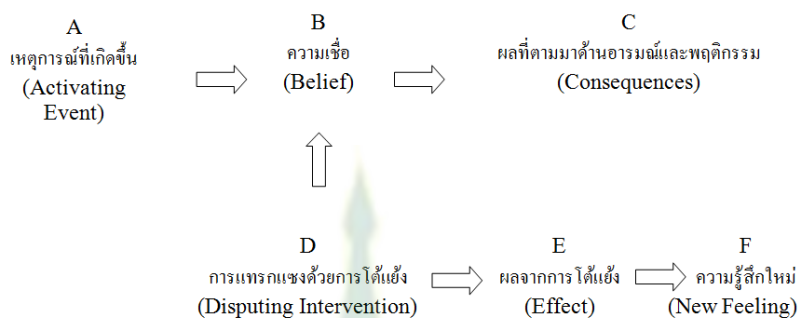 A
เหตุการณ์ที่เกิดขึ้น
(Activating
Event)
B
ความเชื่อ
(Belief)
C
ผลที่ตามมาด้านอารมณ์และพฤติกรรม
(Consequences)
D
การแทรกแซงด้วยการโต้แย้ง
(Disputing Intervention)
E
ผลจากการโต้แย้ง
(Effect)
F
ความรู้สึกใหม่
(New Feeling)